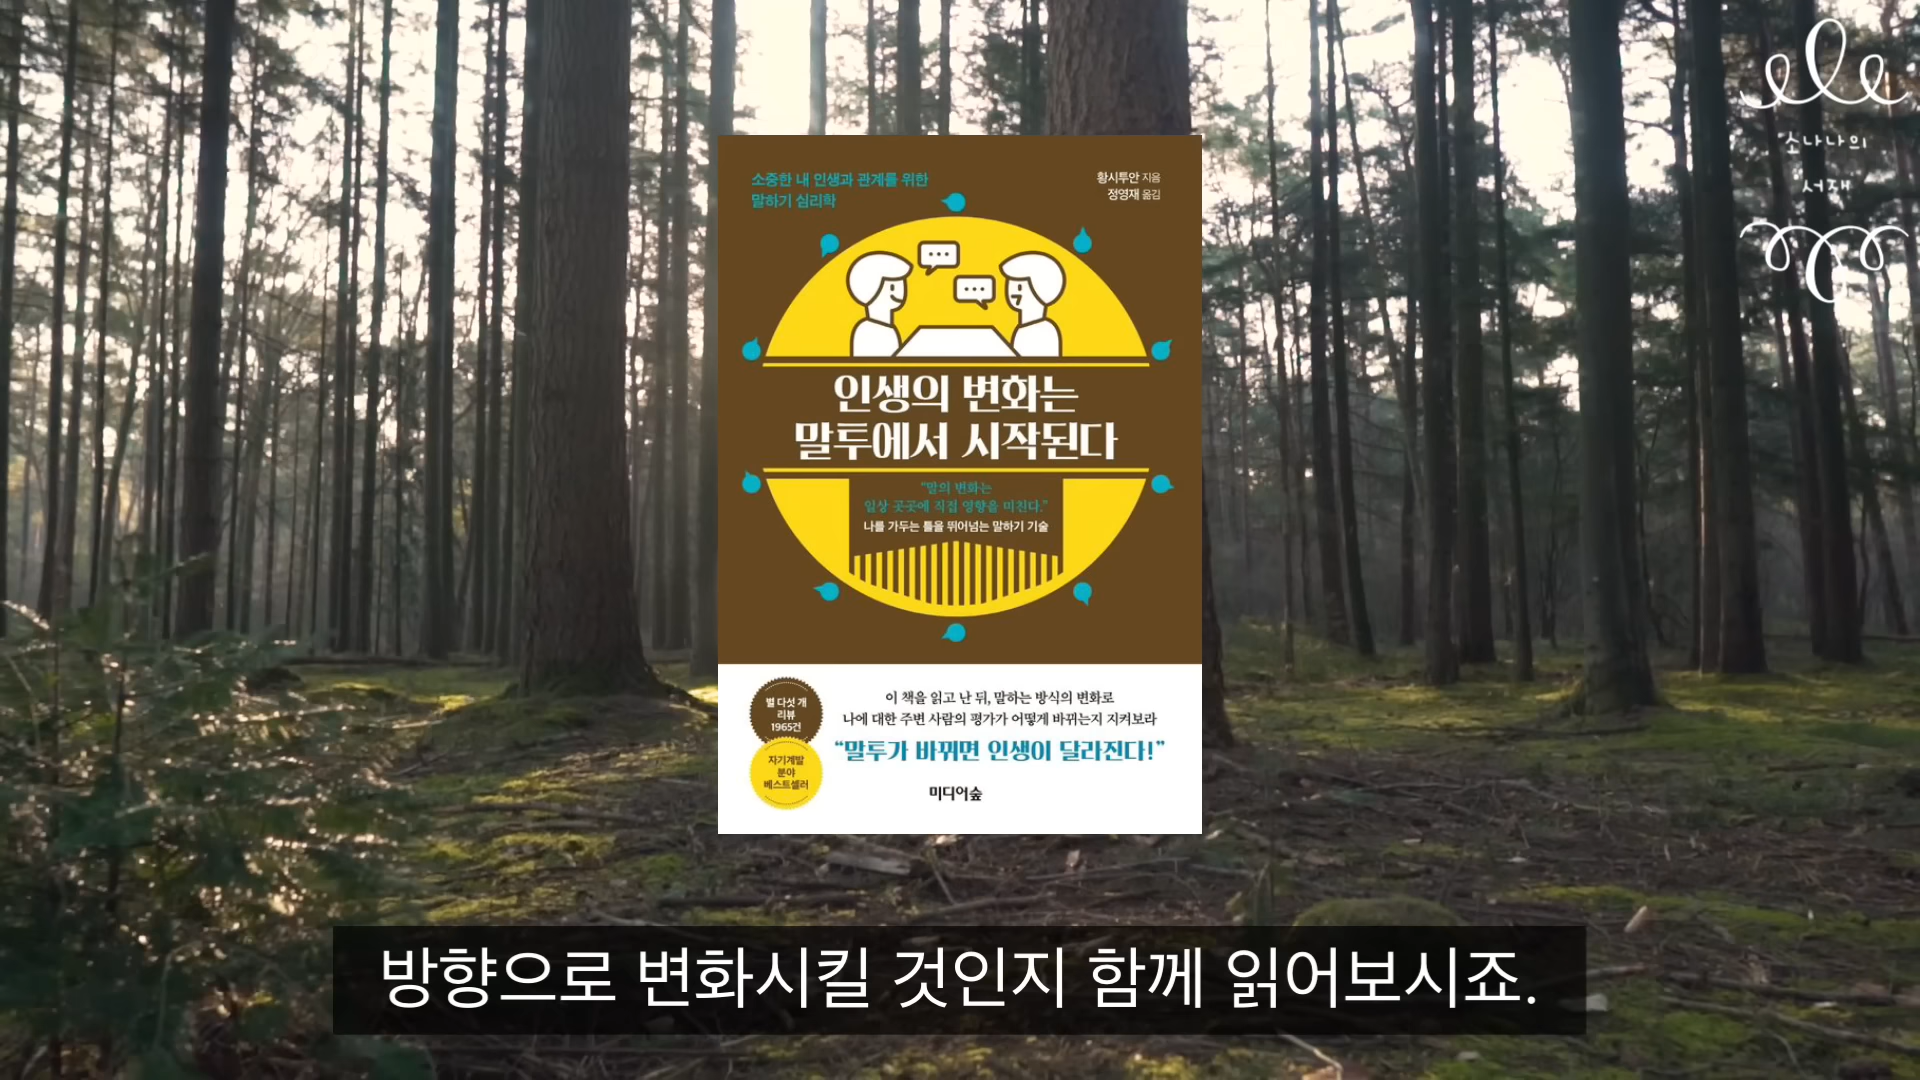 소나나의
서재
소중한 내 인생과 관계를 위한
말하기 심리학
황시투안 지음
정영재 옮김
인생의 변화는
말투에서 시작된다
“말의 변화는
일상 곳곳에 직접 영향을 미친다.”
나를 가두는 틀을 뛰어넘는 말하기 기술
별 다섯 개
리뷰
1965건
자기계발
분야
베스트셀러
이 책을 읽고 난 뒤, 말하는 방식의 변화로
나에 대한 주변 사람의 평가가 어떻게 바뀌는지 지켜보라
“말투가 바뀌면 인생이 달라진다!”
미디어숲
방향으로 변화시킬 것인지 함께 읽어보시죠.